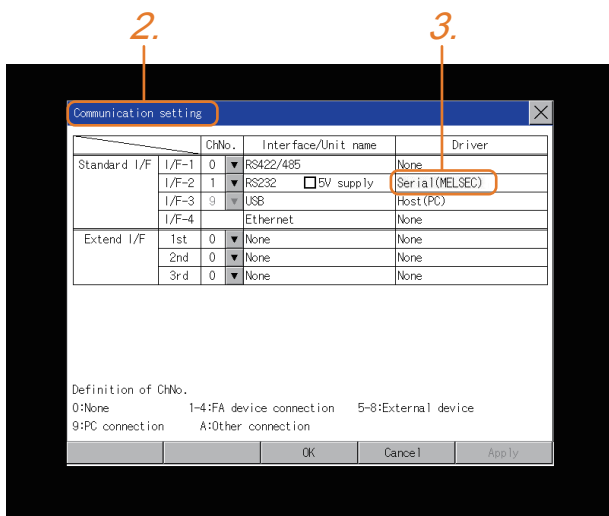 2. 3.
Communication setting
ChNo. Interface/Unit name Driver
Standard I/F I/F-1 0 RS422/485 None
I/F-2 1 RS232 5V supply Serial(MELSEC)
I/F-3 9 USB Host(PC)
I/F-4 Ethernet None
Extend I/F 1st 0 None None
2nd 0 None None
3rd 0 None None
Definition of ChNo.
0:None 1-4:FA device connection 5-8:External device
9:PC connection A:Other connection
OK Cancel Apply